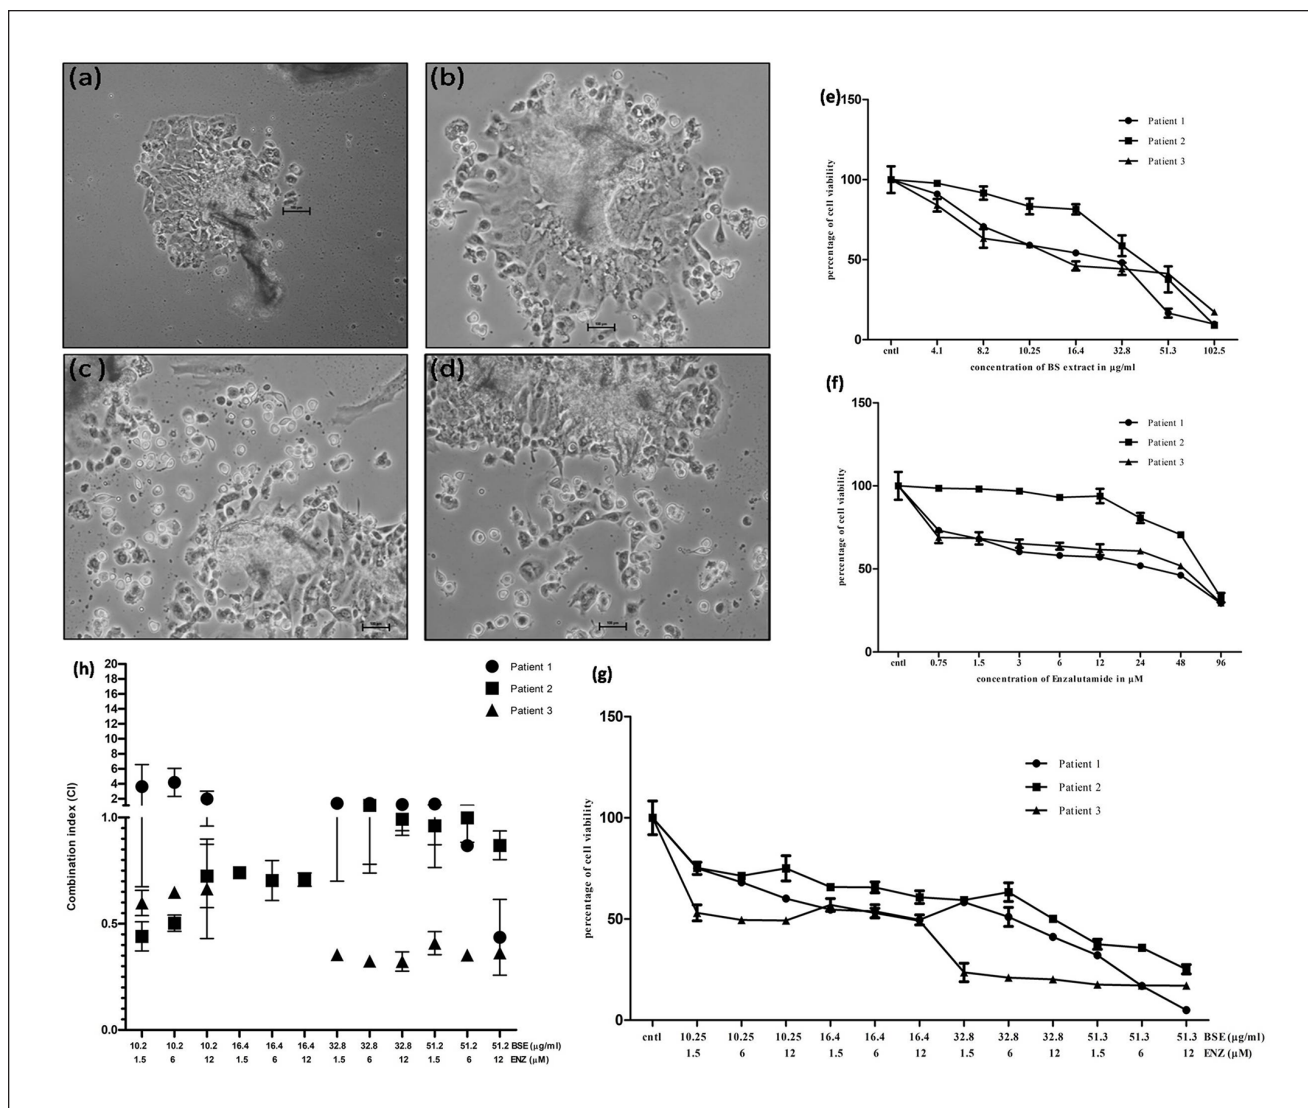 (a)
(b)
(c)
(d)
(e)
150
100
50
0
percentage of cell viability
Patient 1
Patient 2
Patient 3
cntl 4.1 8.2 10.25 16.4 32.8 51.3 102.5
concentration of BS extract in µg/ml
(f)
150
100
50
0
percentage of cell viability
Patient 1
Patient 2
Patient 3
cntl 0.75 1.5 3 6 12 24 48 96
concentration of Enzalutamide in µM
(h)
20
18
16
14
12
10
8
6
4
2
1.0
0.5
0.0
Combination index (CI)
Patient 1
Patient 2
Patient 3
10.2 10.2 10.2 16.4 16.4 16.4 32.8 32.8 32.8 51.2 51.2 51.2 BSE (µg/ml)
1.5 6 12 1.5 6 12 1.5 6 12 1.5 6 12 ENZ (µM)
(g)
150
100
50
0
percentage of cell viability
Patient 1
Patient 2
Patient 3
cntl 10.25 10.25 10.25 16.4 16.4 16.4 32.8 32.8 32.8 51.3 51.3 51.3 BSE (µg/ml)
1.5 6 12 1.5 6 12 1.5 6 12 1.5 6 12 ENZ (µM)